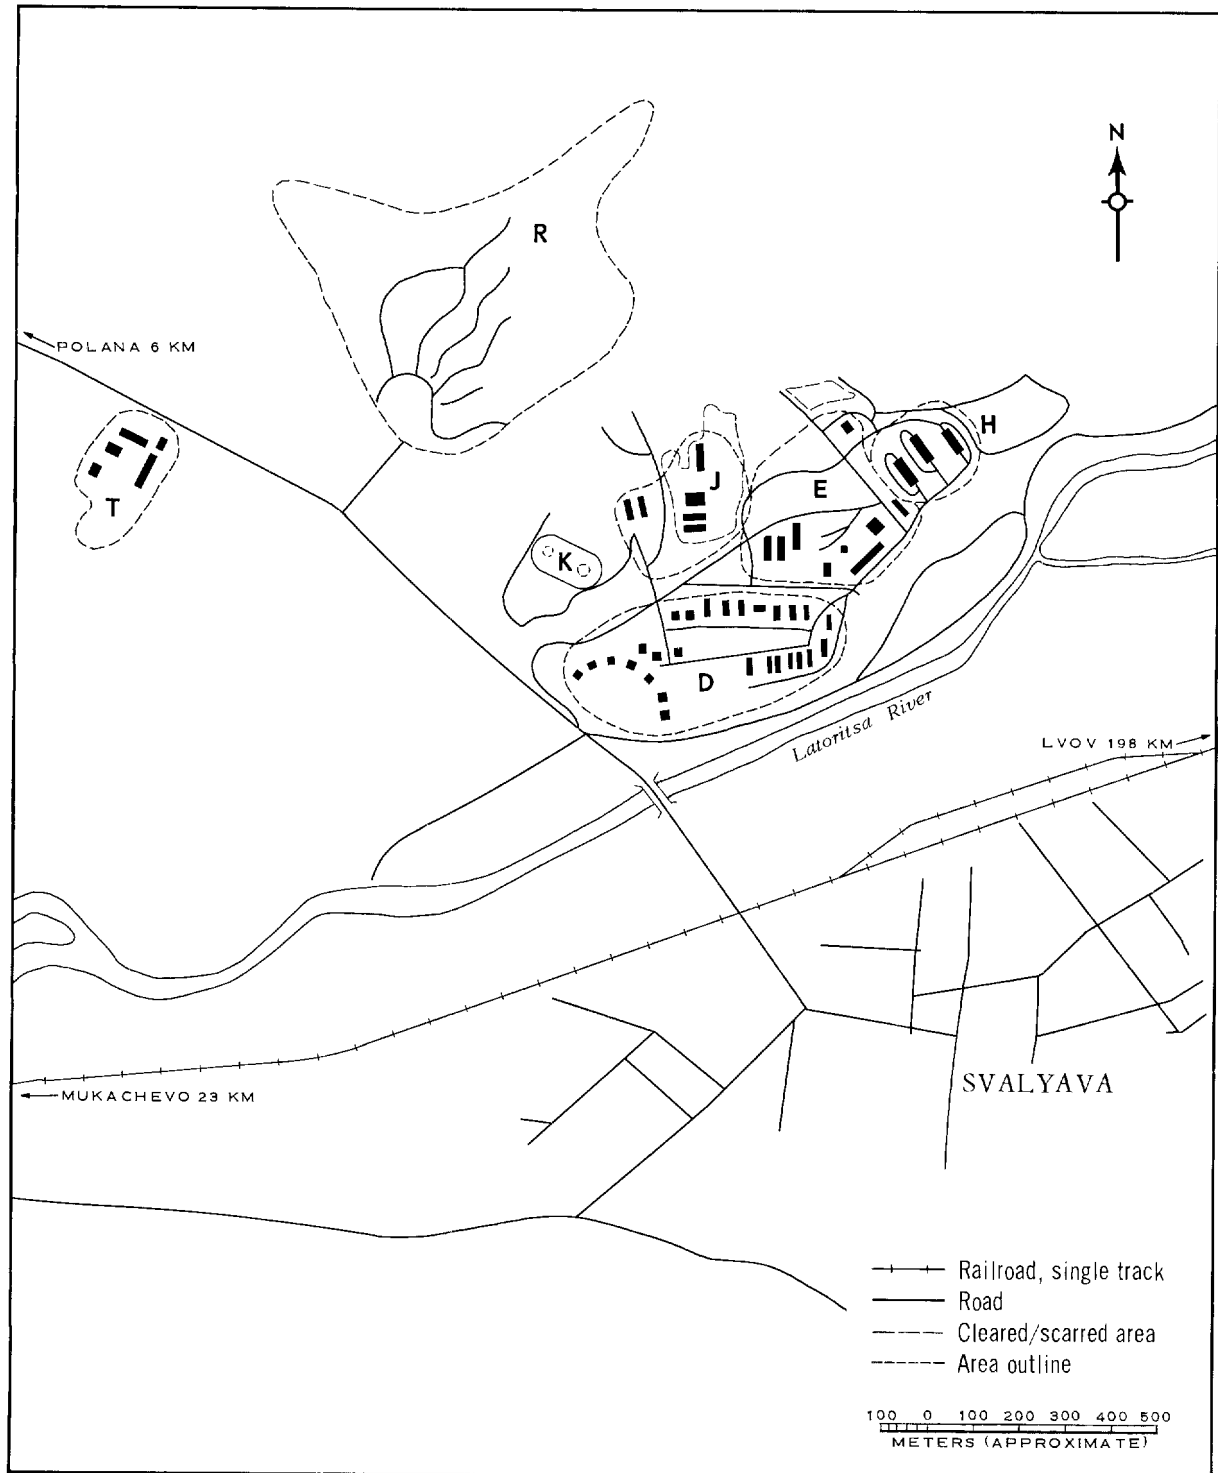 N
R
POLANA 6 KM
H
J
E
T
K
D
Latoritsa River
LVOV 198 KM
SVALYAVA
MUKACHEVO 23 KM
Railroad, single track
Road
Cleared/scarred area
Area outline
100 0 100 200 300 400 500
METERS (APPROXIMATE)